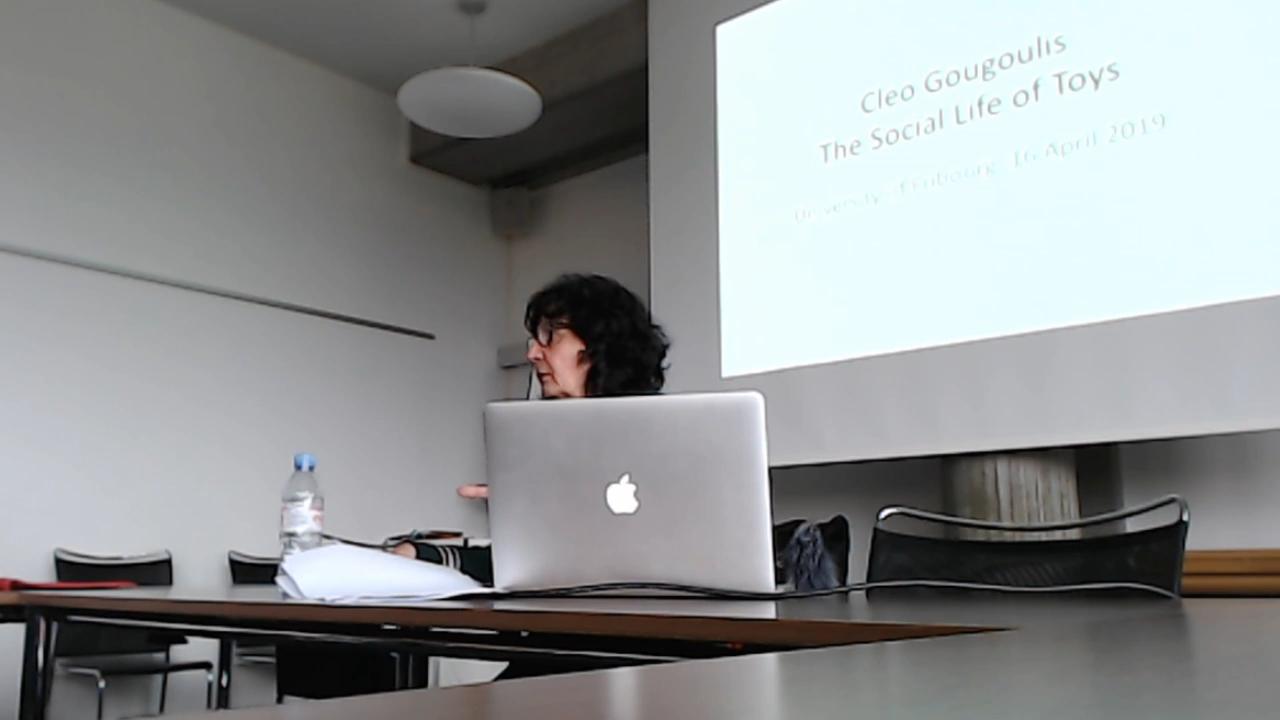 Cleo Gougoulis
The Social Life of Toys
University of Fribourg 16 April 2019